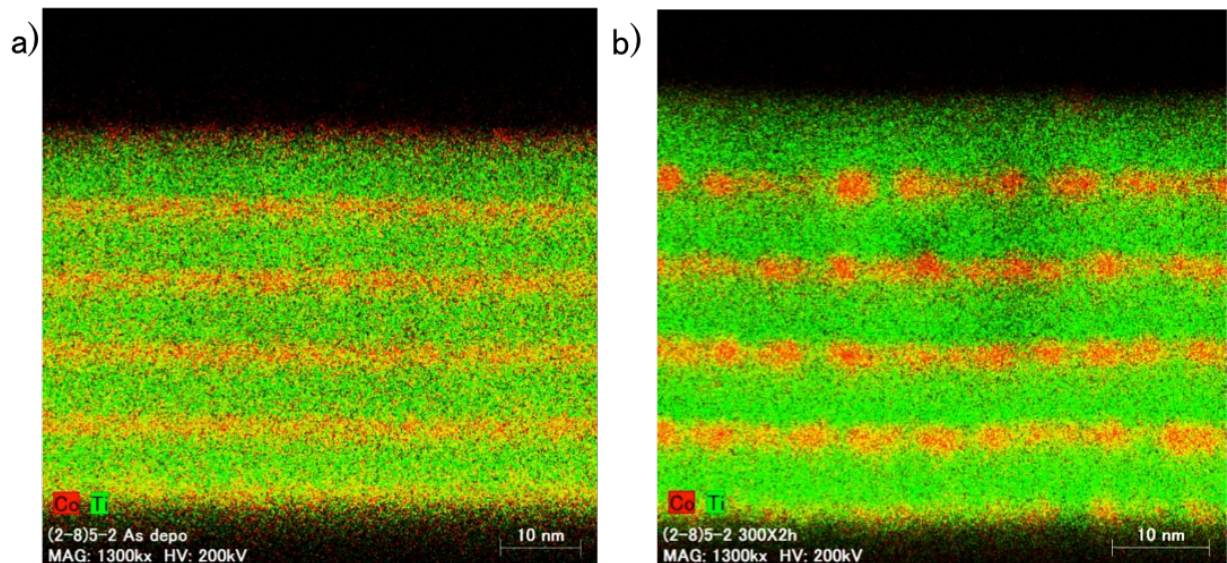 a)
Co Ti
(2-8)5-2 As depo
MAG: 1300kx HV: 200kV
10 nm
b)
Co Ti
(2-8)5-2 300X2h
MAG: 1300kx HV: 200kV
10 nm